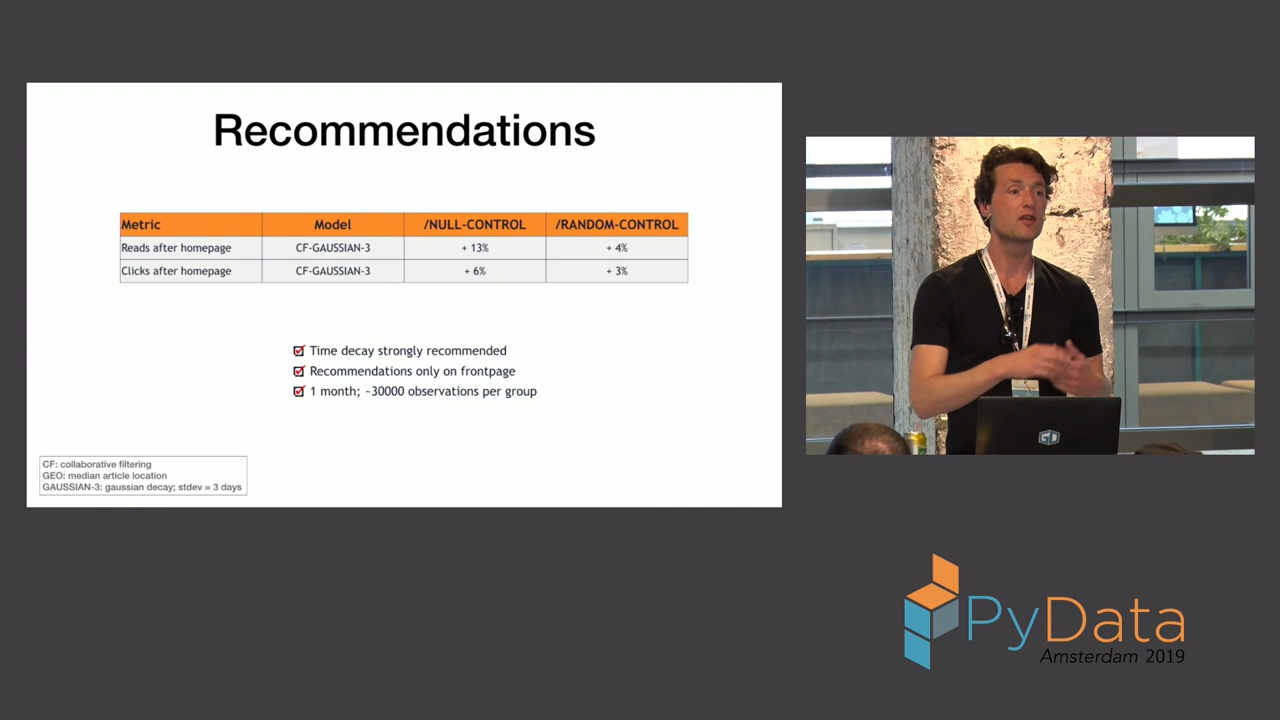 Recommendations
Metric Model /NULL-CONTROL /RANDOM-CONTROL
Reads after homepage CF-GAUSSIAN-3 + 13% + 4%
Clicks after homepage CF-GAUSSIAN-3 + 6% + 3%
Time decay strongly recommended
Recommendations only on frontpage
1 month; ~30000 observations per group
CF: collaborative filtering
GEO: median article location
GAUSSIAN-3: gaussian decay; stdev = 3 days
PyData
Amsterdam 2019